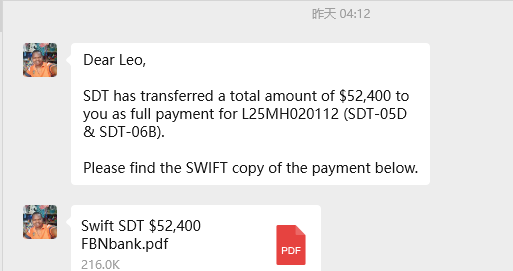 昨天 04:12
Dear Leo,
SDT has transferred a total amount of $52,400 to
you as full payment for L25MH020112 (SDT-05D
& SDT-06B).
Please find the SWIFT copy of the payment below.
Swift SDT $52,400
FBNbank.pdf
PDF
216.0K